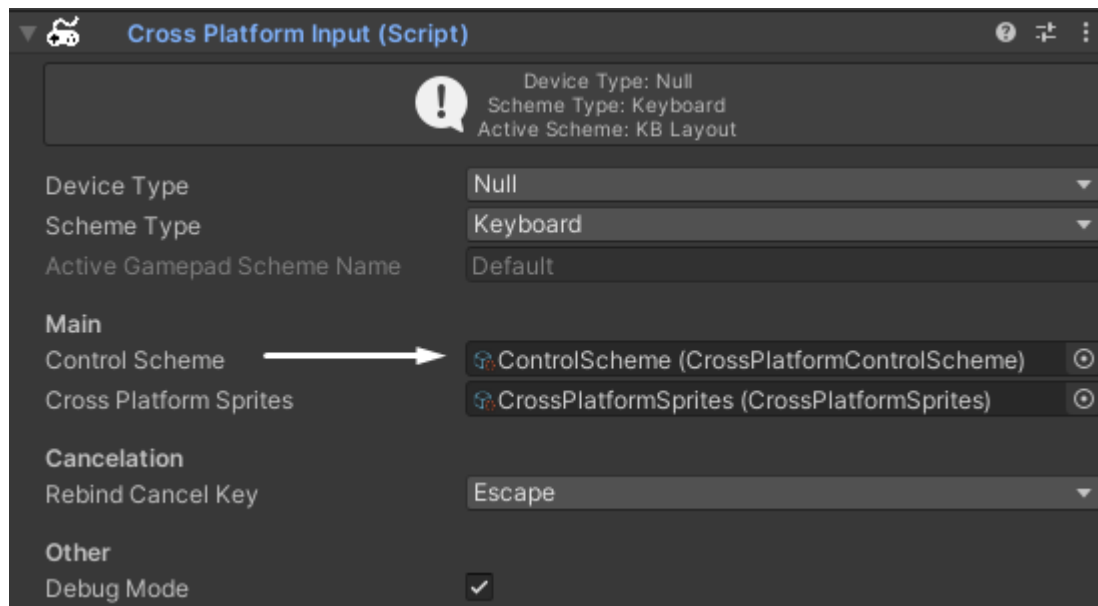 Cross Platform Input (Script)
Device Type: Null
Scheme Type: Keyboard
Active Scheme: KB Layout
Device Type Null
Scheme Type Keyboard
Active Gamepad Scheme Name Default
Main
Control Scheme ControlScheme (CrossPlatformControlScheme)
Cross Platform Sprites CrossPlatformSprites (CrossPlatformSprites)
Cancelation
Rebind Cancel Key Escape
Other
Debug Mode